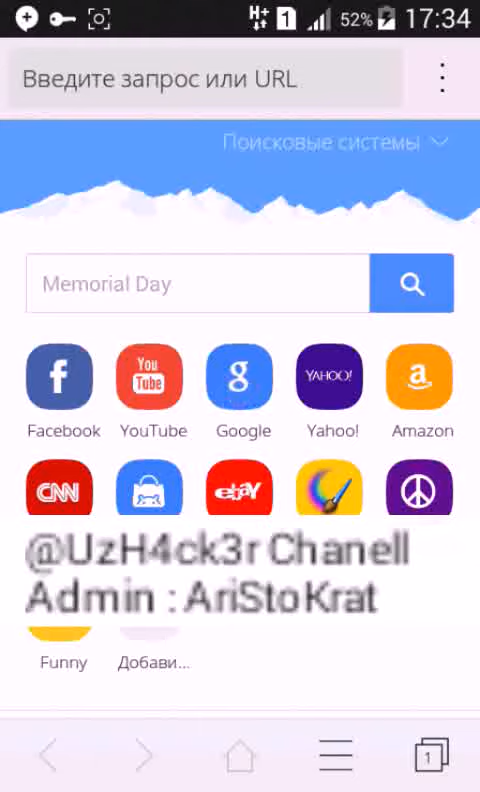 1 52% 17:34
Введите запрос или URL
Поисковые системы
Memorial Day
f You Tube g YAHOO! a
Facebook YouTube Google Yahoo! Amazon
CNN ebay
@UzH4ck3r Chanell
Admin : AriStoKrat
Funny Добави...
1